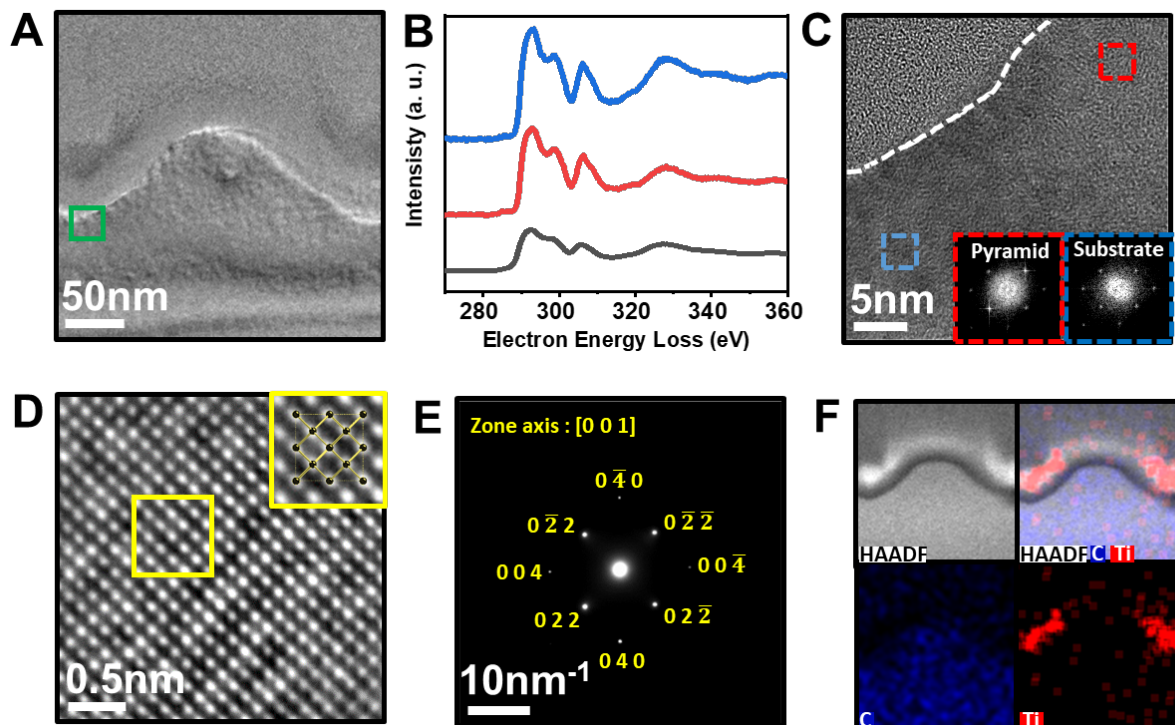 A
50nm
B
Intensisty (a. u.)
280
300
320
340
360
Electron Energy Loss (eV)
C
Pyramid
Substrate
5nm
D
0.5nm
E
Zone axis : [0 0 1]
0 4̅ 0
0 2̅ 2
0 2̅ 2̅
0 0 4
0 0 4̅
0 2 2
0 2 2̅
0 4 0
10nm⁻¹
F
HAADF
HAADF C Ti
C
Ti